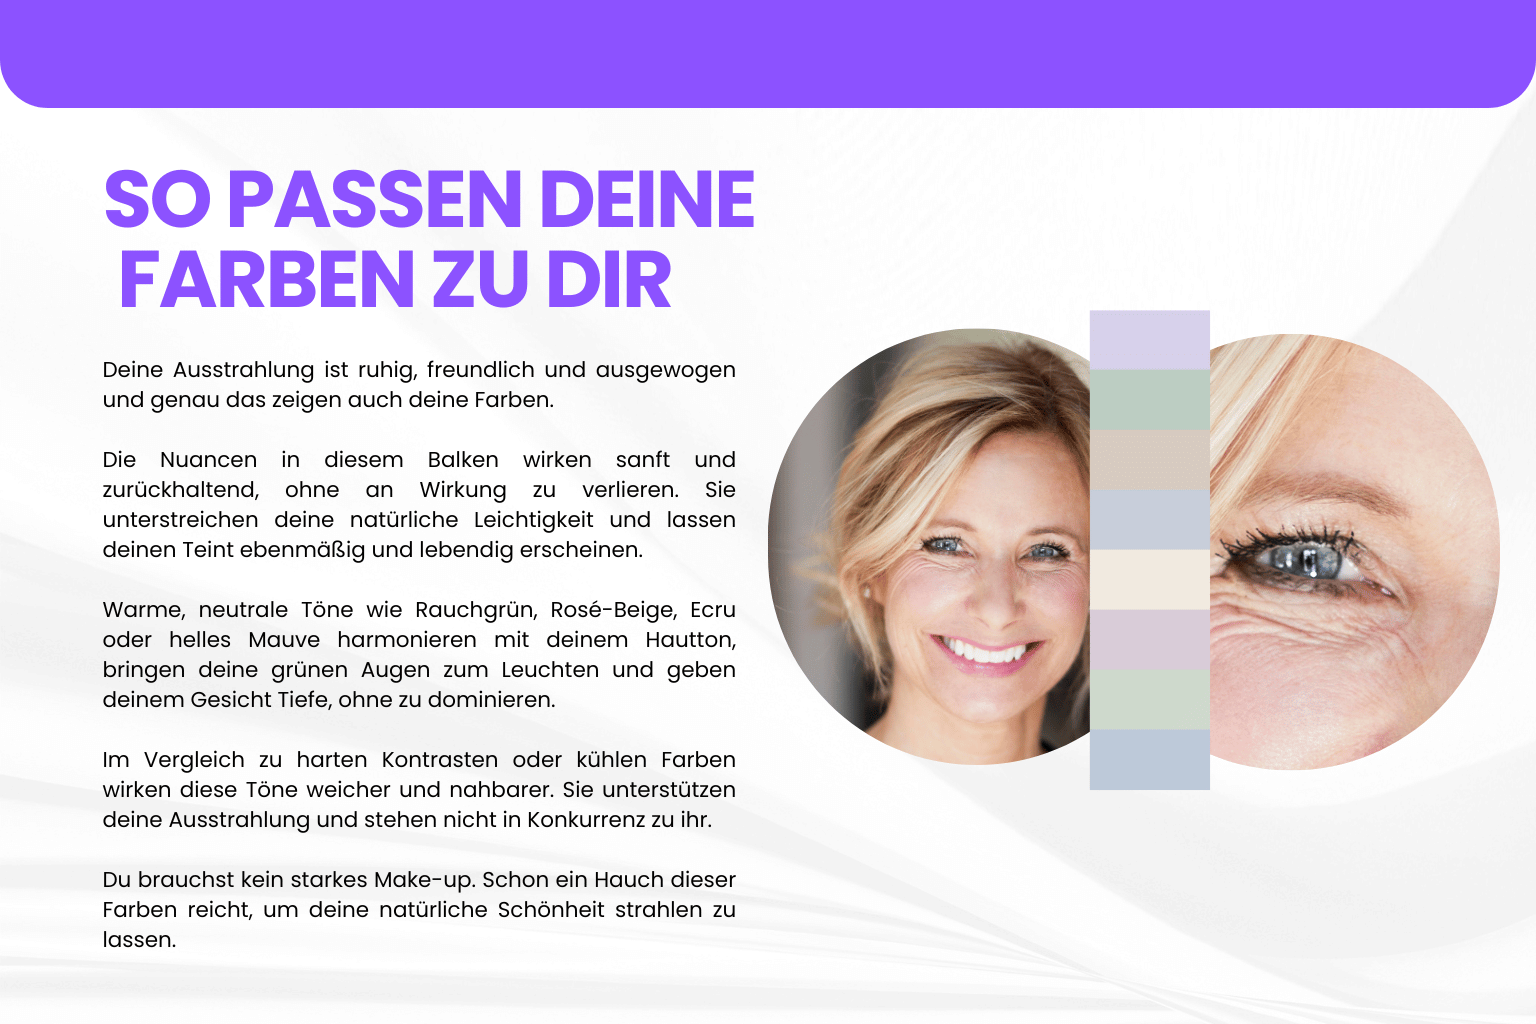 SO PASSEN DEINE
FARBEN ZU DIR
Deine Ausstrahlung ist ruhig, freundlich und ausgewogen
und genau das zeigen auch deine Farben.
Die Nuancen in diesem Balken wirken sanft und
zurückhaltend, ohne an Wirkung zu verlieren. Sie
unterstreichen deine natürliche Leichtigkeit und lassen
deinen Teint ebenmäßig und lebendig erscheinen.
Warme, neutrale Töne wie Rauchgrün, Rosé-Beige, Ecru
oder helles Mauve harmonieren mit deinem Hautton,
bringen deine grünen Augen zum Leuchten und geben
deinem Gesicht Tiefe, ohne zu dominieren.
Im Vergleich zu harten Kontrasten oder kühlen Farben
wirken diese Töne weicher und nahbarer. Sie unterstützen
deine Ausstrahlung und stehen nicht in Konkurrenz zu ihr.
Du brauchst kein starkes Make-up. Schon ein Hauch dieser
Farben reicht, um deine natürliche Schönheit strahlen zu
lassen.